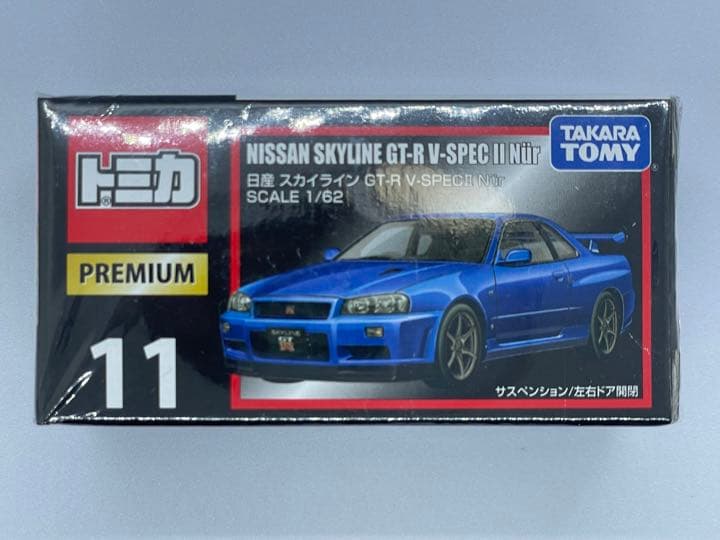 トミカ
®
PREMIUM
11
NISSAN SKYLINE GT-R V-SPEC II Nür
日産 スカイライン GT-R V-SPECⅡ Nür
SCALE 1/62
TAKARA
TOMY
®
SKYLINE
GT
サスペンション/左右ドア開閉